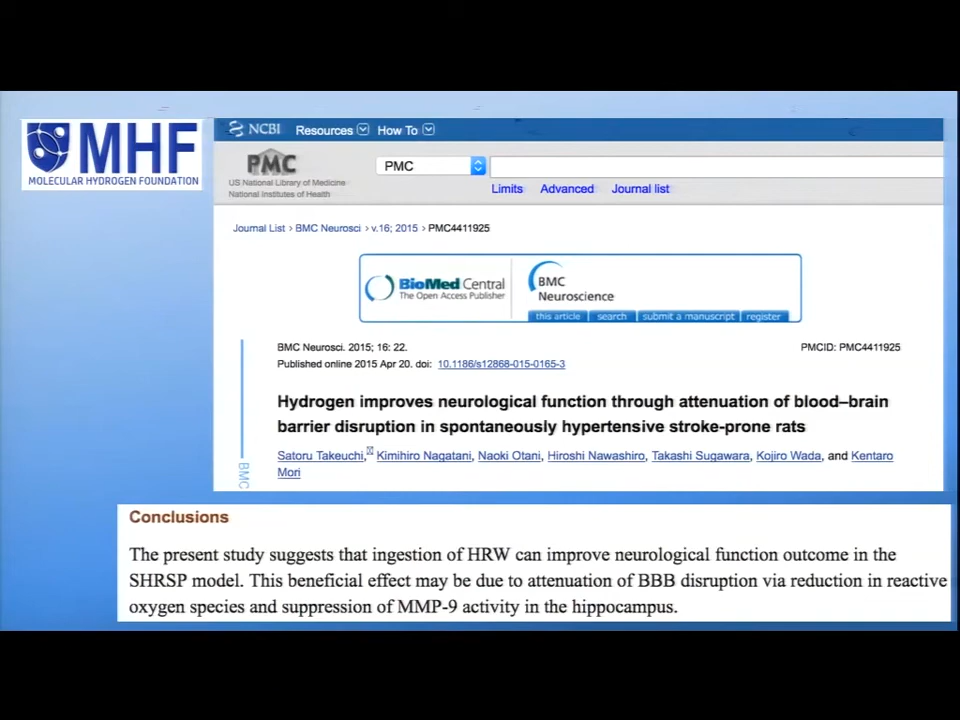 MHF
MOLECULAR HYDROGEN FOUNDATION
NCBI Resources How To
PMC
US National Library of Medicine
National Institutes of Health
PMC
Limits Advanced Journal list
Journal List > BMC Neurosci > v.16; 2015 > PMC4411925
BioMed Central
The Open Access Publisher
BMC
Neuroscience
this article search submit a manuscript register
BMC Neurosci. 2015; 16: 22.
PMCID: PMC4411925
Published online 2015 Apr 20. doi: 10.1186/s12868-015-0165-3
Hydrogen improves neurological function through attenuation of blood–brain
barrier disruption in spontaneously hypertensive stroke-prone rats
Satoru Takeuchi, Kimihiro Nagatani, Naoki Otani, Hiroshi Nawashiro, Takashi Sugawara, Kojiro Wada, and Kentaro
Mori
BMC
Conclusions
The present study suggests that ingestion of HRW can improve neurological function outcome in the
SHRSP model. This beneficial effect may be due to attenuation of BBB disruption via reduction in reactive
oxygen species and suppression of MMP-9 activity in the hippocampus.